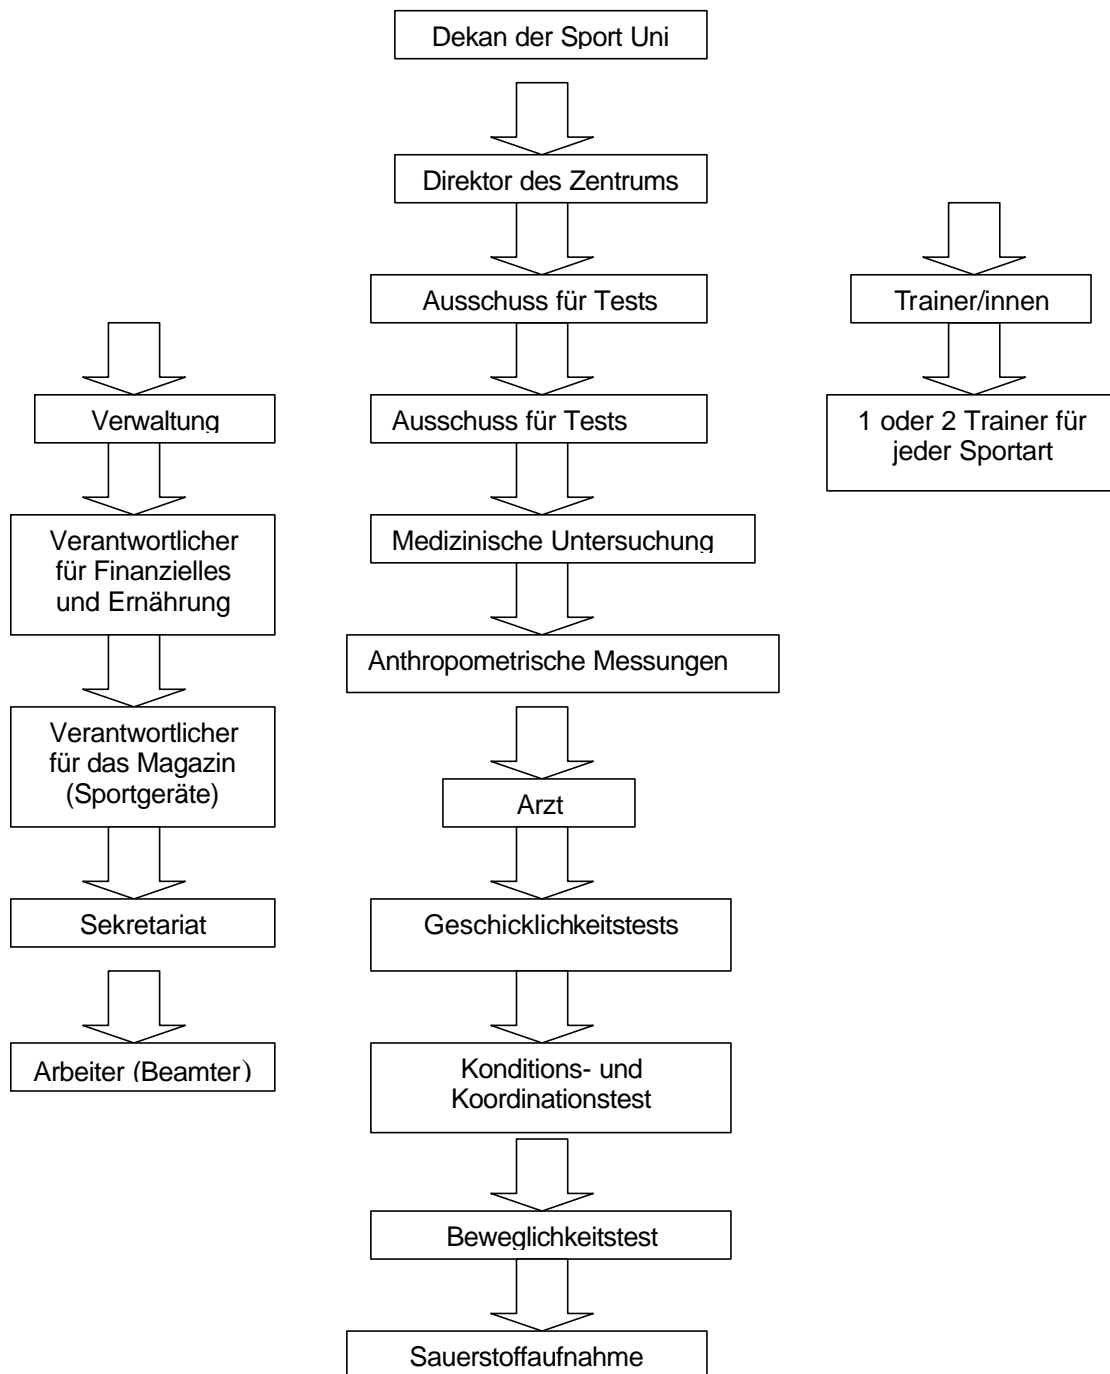 Dekan der Sport Uni
Direktor des Zentrums
Ausschuss für Tests
Trainer/innen
Verwaltung
Ausschuss für Tests
1 oder 2 Trainer für
jeder Sportart
Verantwortlicher
für Finanzielles
und Ernährung
Medizinische Untersuchung
Anthropometrische Messungen
Verantwortlicher
für das Magazin
(Sportgeräte)
Arzt
Sekretariat
Geschicklichkeitstests
Arbeiter (Beamter)
Konditions- und
Koordinationstest
Beweglichkeitstest
Sauerstoffaufnahme